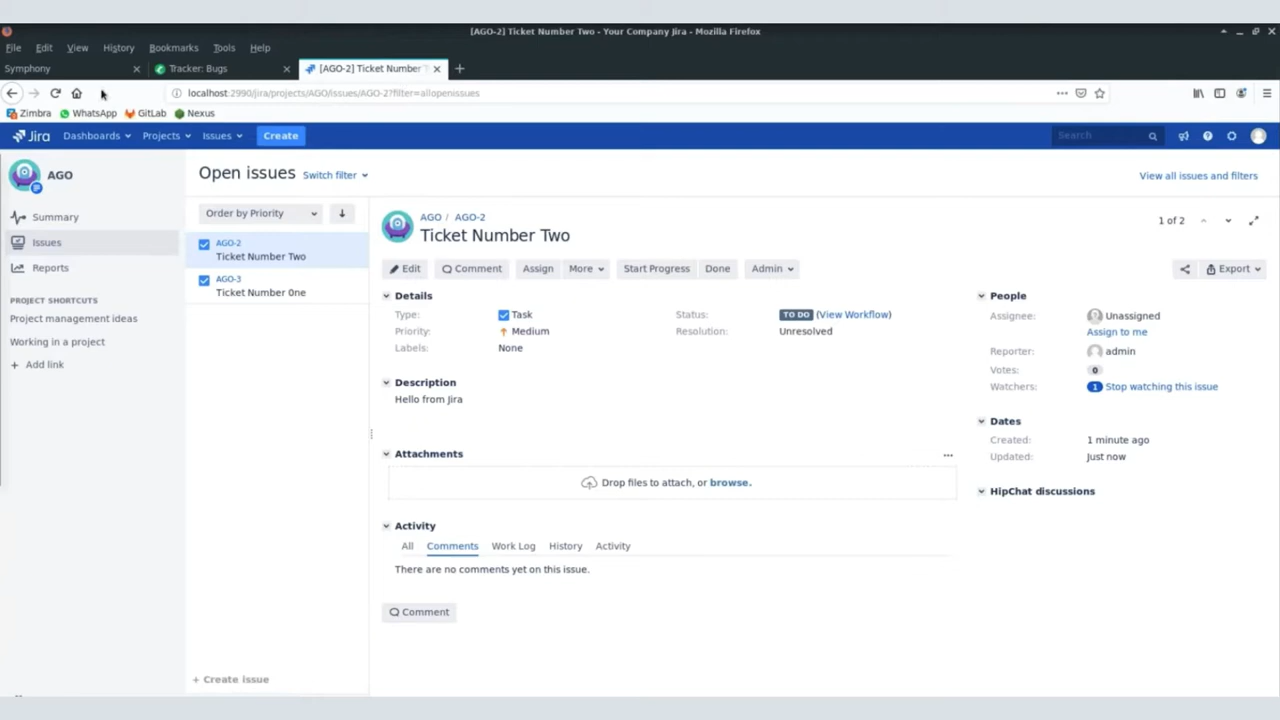 [AGO-2] Ticket Number Two - Your Company Jira - Mozilla Firefox
File Edit View History Bookmarks Tools Help
Symphony
Tracker: Bugs
[AGO-2] Ticket Number
localhost:2990/jira/projects/AGO/issues/AGO-2?filter=allopenissues
Zimbra WhatsApp GitLab Nexus
Jira Dashboards Projects Issues Create Search
AGO
Summary
Issues
Reports
PROJECT SHORTCUTS
Project management ideas
Working in a project
+ Add link
Open issues Switch filter
View all issues and filters
Order by Priority
AGO-2
Ticket Number Two
AGO-3
Ticket Number One
+ Create issue
AGO / AGO-2
Ticket Number Two
1 of 2
Edit Comment Assign More Start Progress Done Admin Export
Details
Type: Task
Priority: Medium
Labels: None
Status: TO DO (View Workflow)
Resolution: Unresolved
Description
Hello from Jira
Attachments
Drop files to attach, or browse.
Activity
All Comments Work Log History Activity
There are no comments yet on this issue.
Comment
People
Assignee: Unassigned
Assign to me
Reporter: admin
Votes: 0
Watchers: 1 Stop watching this issue
Dates
Created: 1 minute ago
Updated: Just now
HipChat discussions